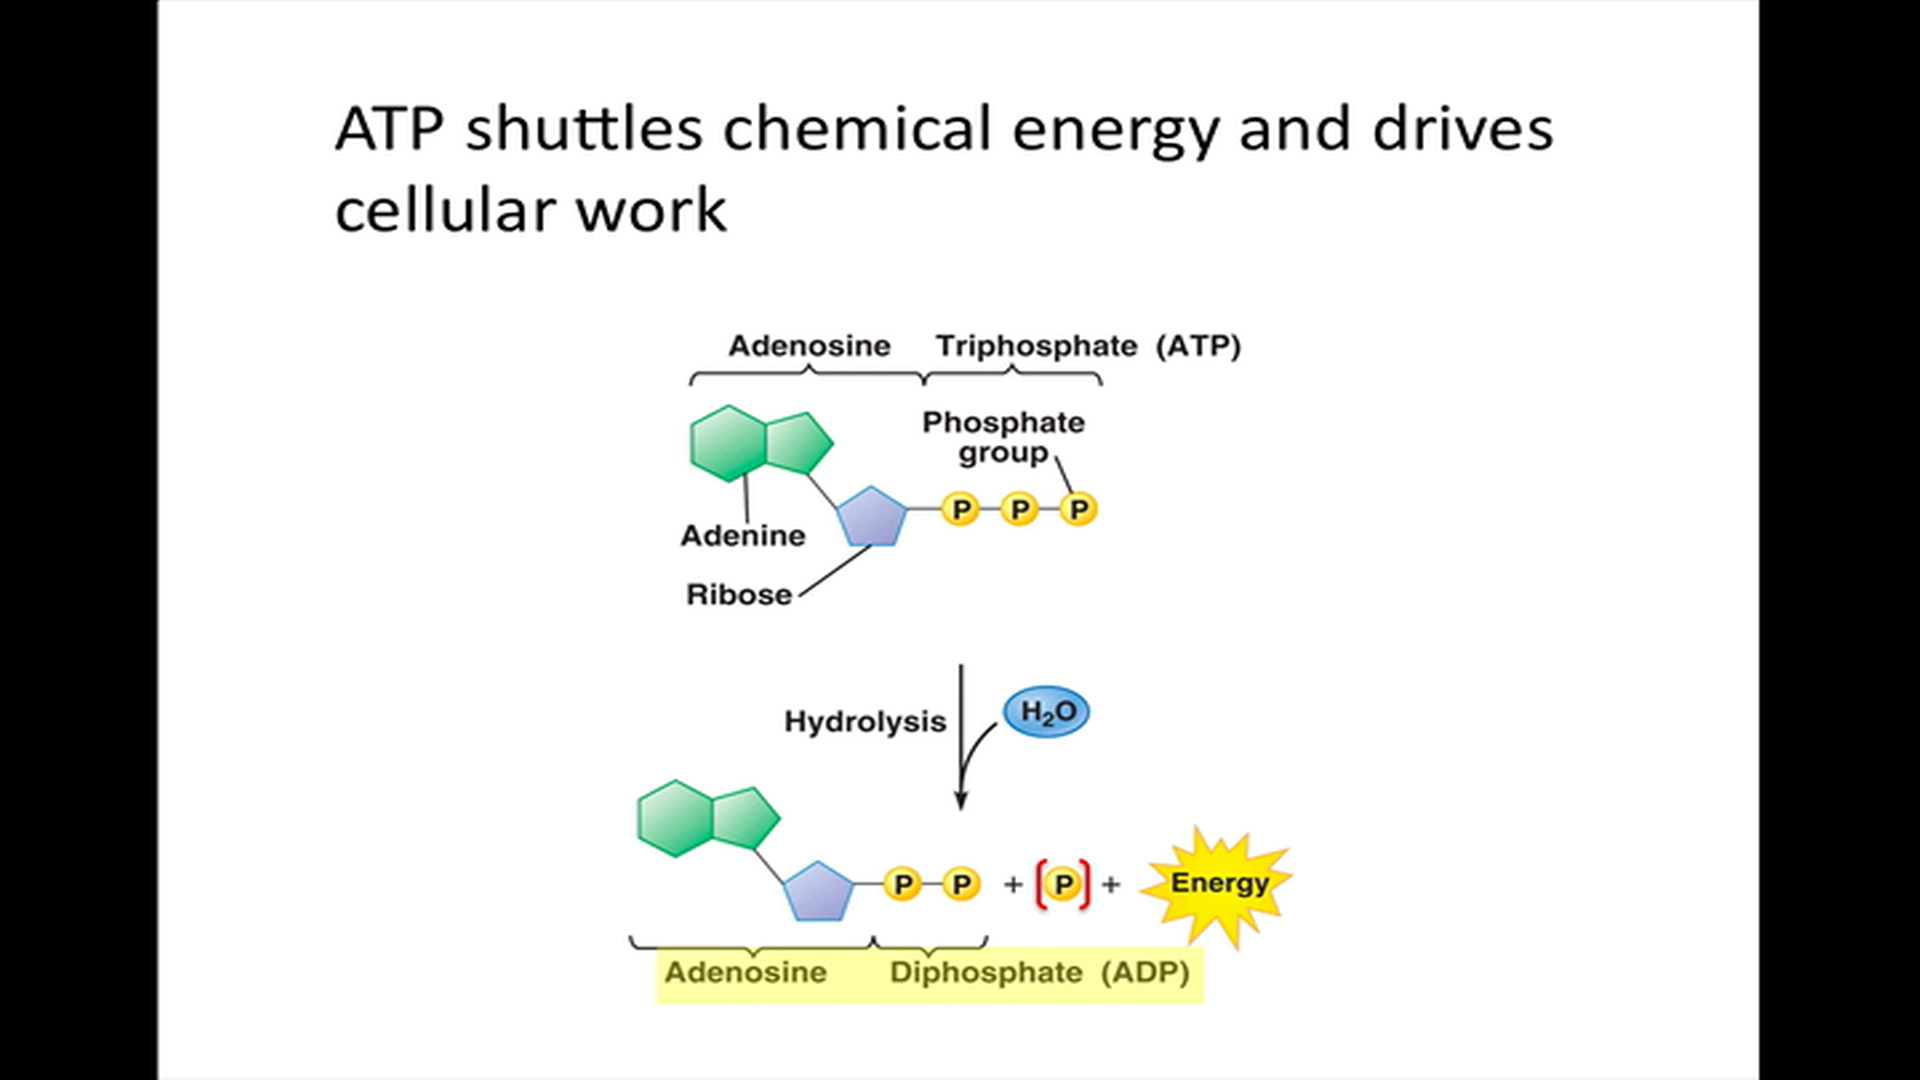 ATP shuttles chemical energy and drives
cellular work
Adenosine Triphosphate (ATP)
Phosphate
group
P P P
Adenine
Ribose
Hydrolysis H₂O
P P + [P] + Energy
Adenosine Diphosphate (ADP)